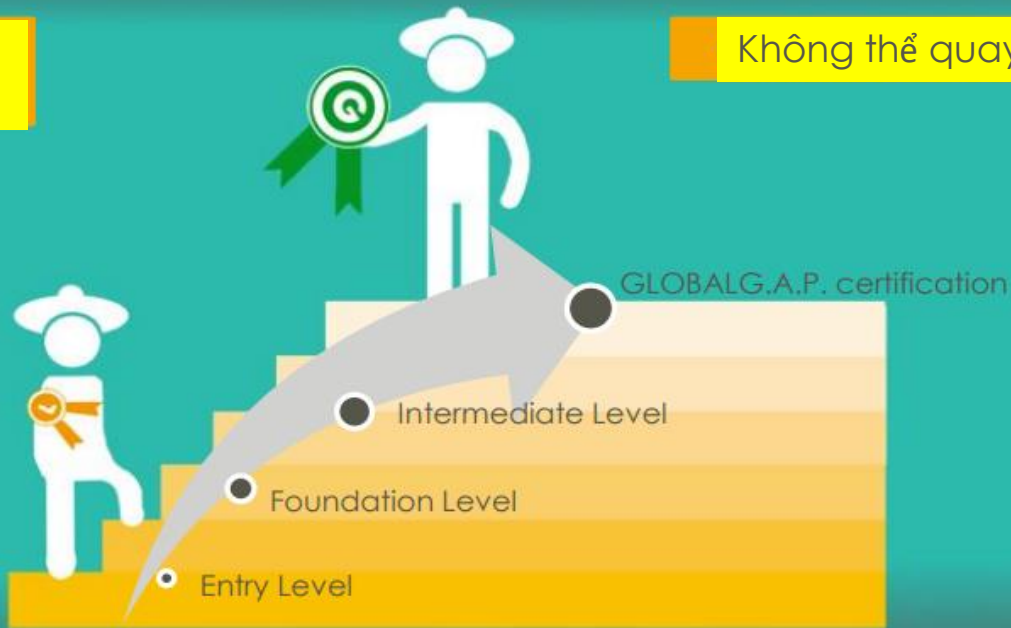 Không thể quay
GLOBALG.A.P. certification
Intermediate Level
Foundation Level
Entry Level